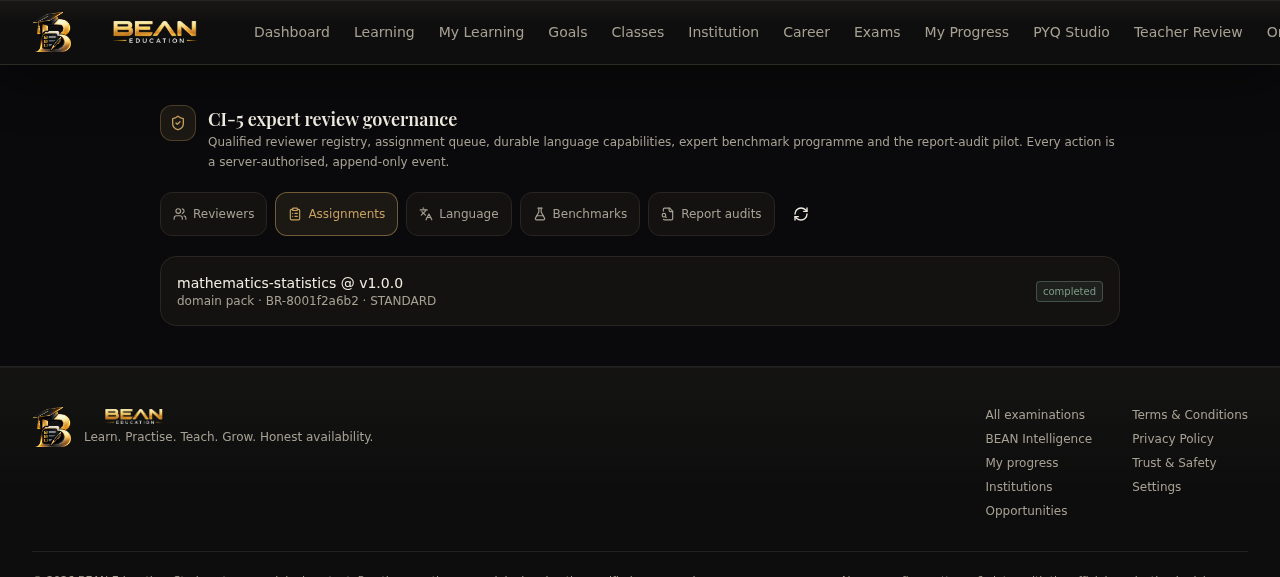 BEAN
EDUCATION
Dashboard Learning My Learning Goals Classes Institution Career Exams My Progress PYQ Studio Teacher Review
CI-5 expert review governance
Qualified reviewer registry, assignment queue, durable language capabilities, expert benchmark programme and the report-audit pilot. Every action is
a server-authorised, append-only event.
Reviewers Assignments Language Benchmarks Report audits
mathematics-statistics @ v1.0.0
domain pack · BR-8001f2a6b2 · STANDARD
completed
BEAN
EDUCATION
Learn. Practise. Teach. Grow. Honest availability.
All examinations Terms & Conditions
BEAN Intelligence Privacy Policy
My progress Trust & Safety
Institutions Settings
Opportunities